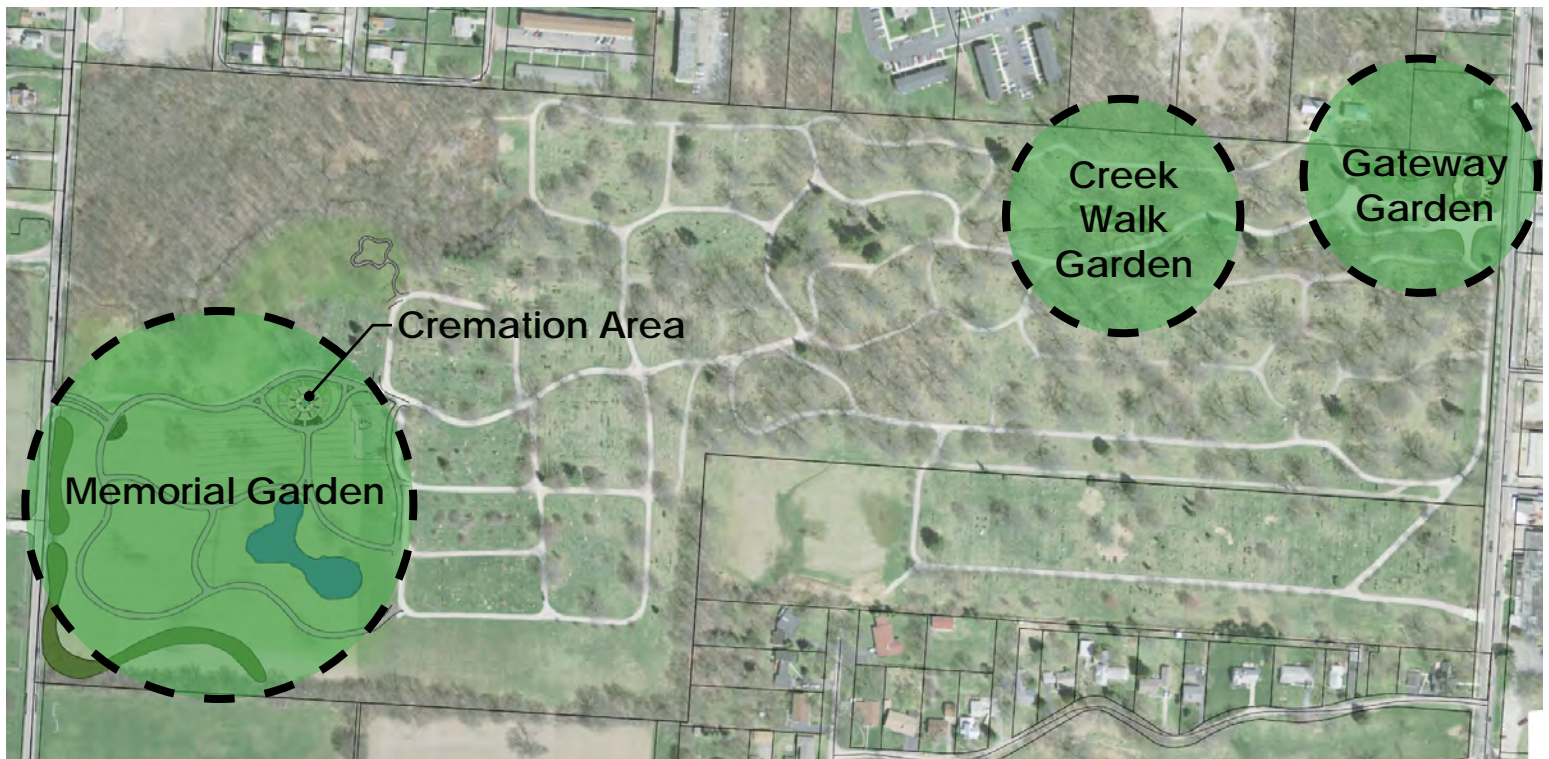 Creek
Walk
Garden
Gateway
Garden
Cremation Area
Memorial Garden